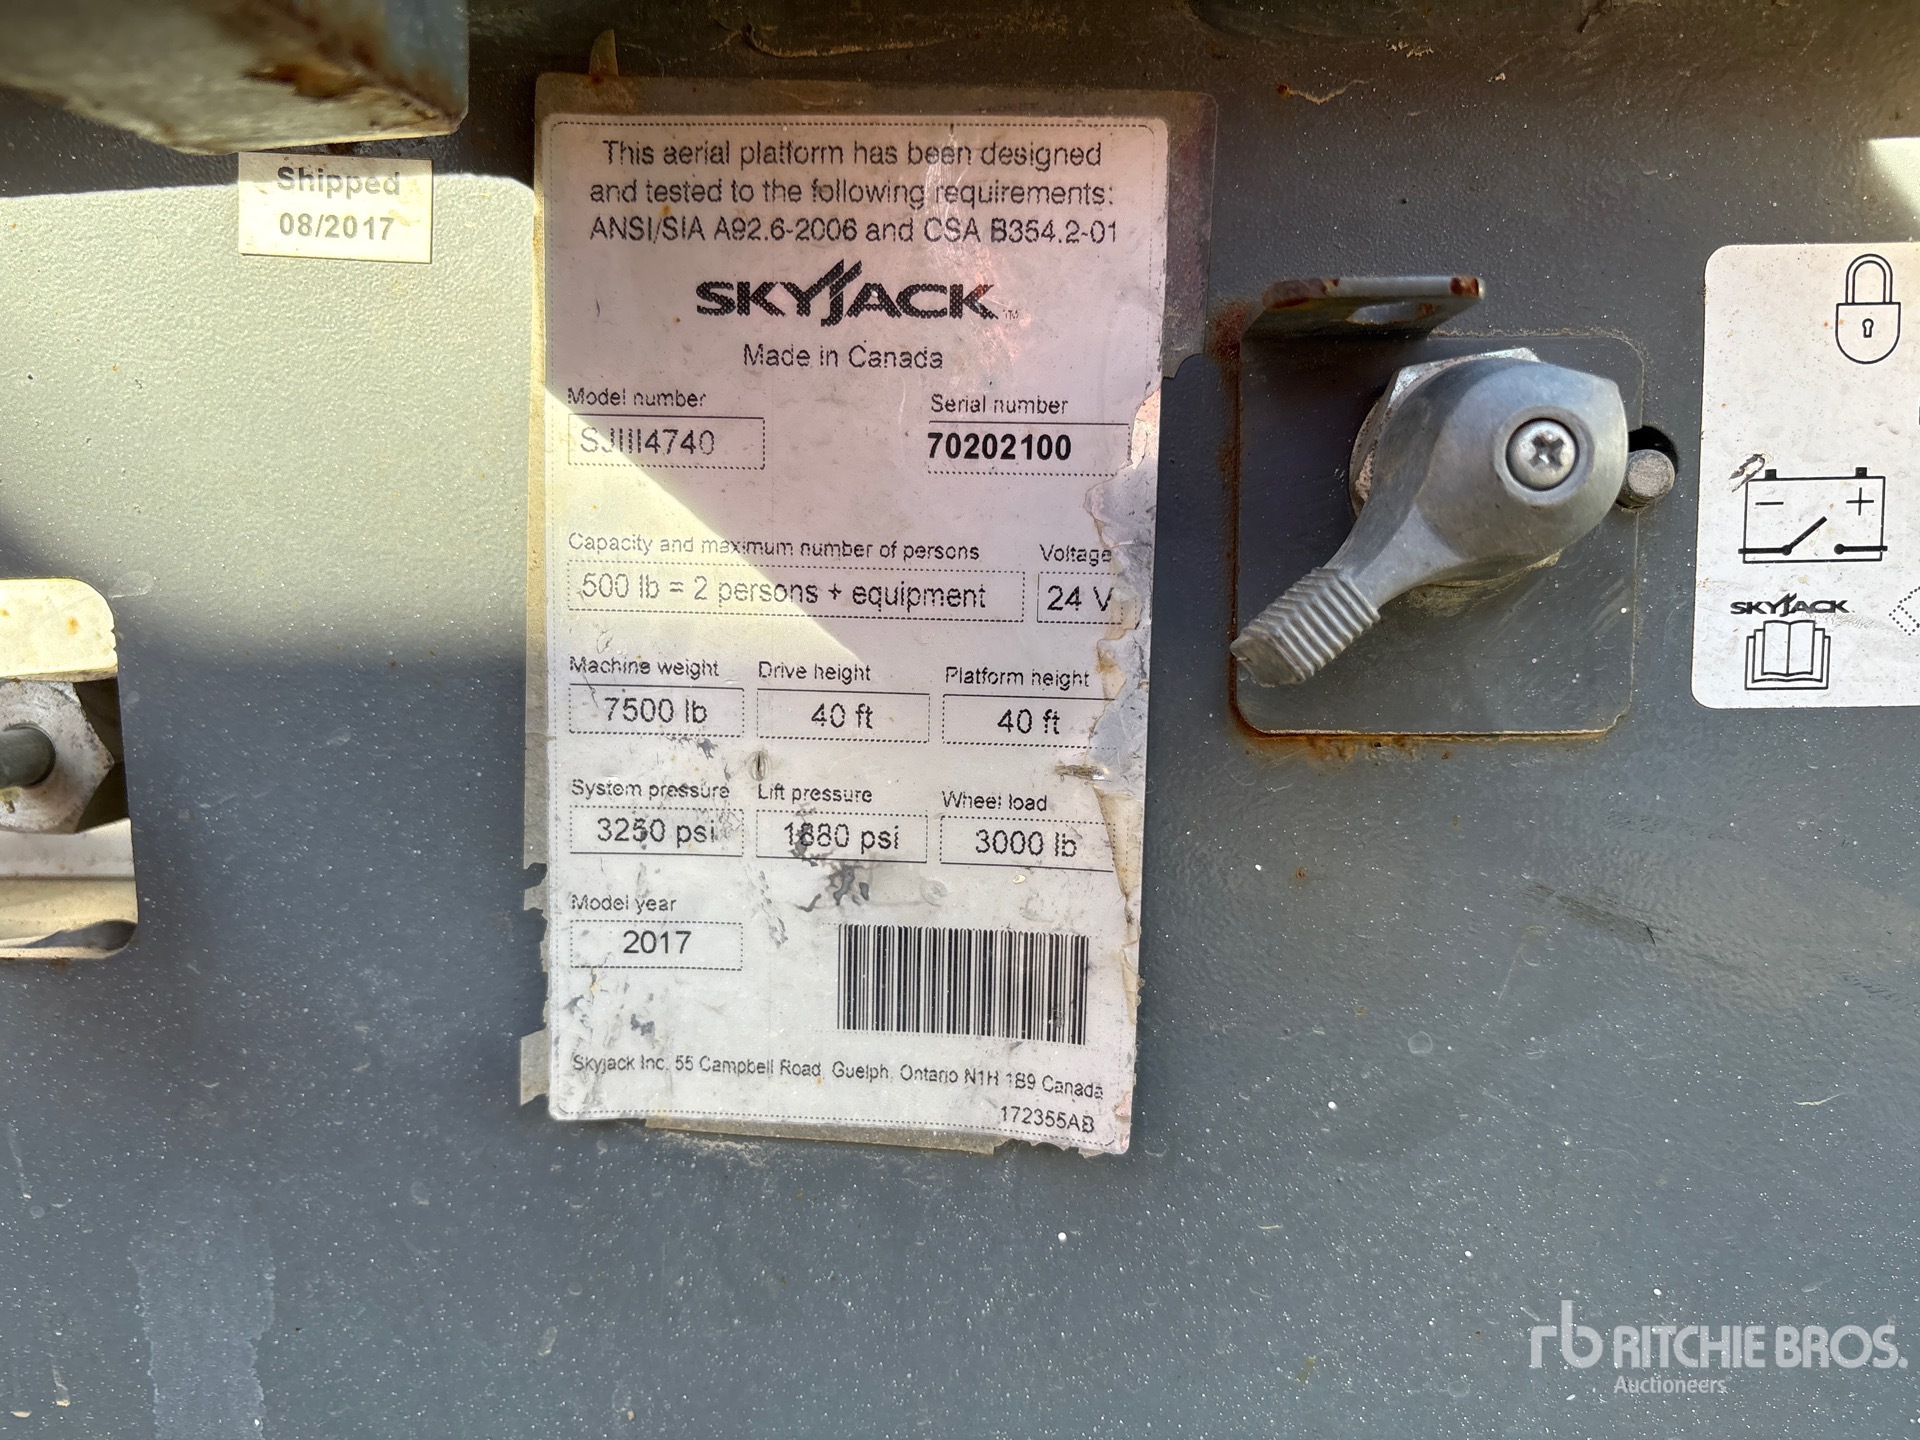 Shipped
08/2017
This aerial platform has been designed
and tested to the following requirements:
ANSI/SIA A92.6-2006 and CSA B354.2-01
SKYJACK TM
Made in Canada
Model number Serial number
SJIII4740 70202100
Capacity and maximum number of persons Voltage
500 lb = 2 persons + equipment 24 V
Machine weight Drive height Platform height
7500 lb 40 ft 40 ft
System pressure Lift pressure Wheel load
3250 psi 1880 psi 3000 lb
Model year
2017
Skyjack Inc. 55 Campbell Road, Guelph, Ontario N1H 1B9 Canada
172355AB
- +
SKYJACK
rb RITCHIE BROS.
Auctioneers